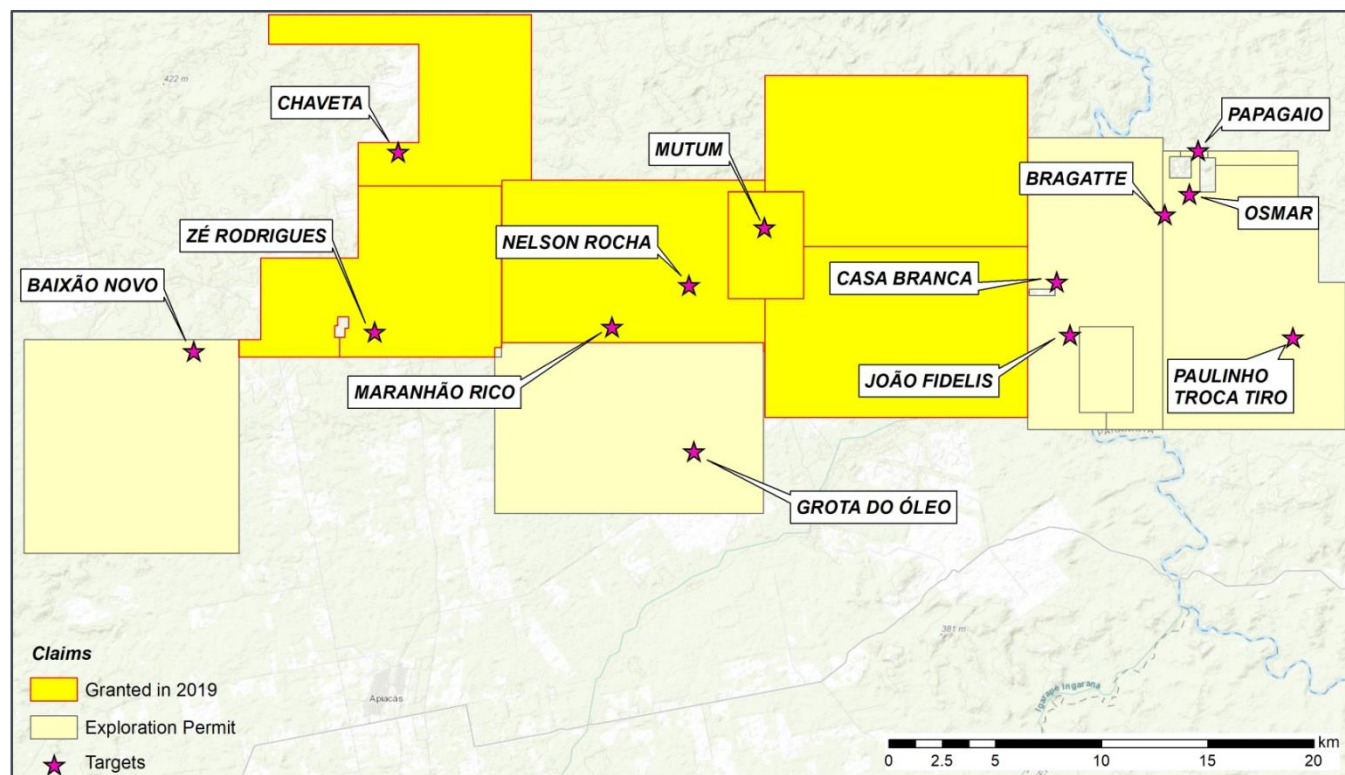 422 m
CHAVETA
PAPAGAIO
MUTUM
BRAGATTE
OSMAR
ZÉ RODRIGUES
NELSON ROCHA
BAIXÃO NOVO
CASA BRANCA
MARANHÃO RICO
JOÃO FIDELIS
PAULINHO
TROCA TIRO
GROTA DO ÓLEO
381 m
Claims
Granted in 2019
Apiacás
Igarape Ingarana
Exploration Permit
Targets
km
0 2.5 5 10 15 20